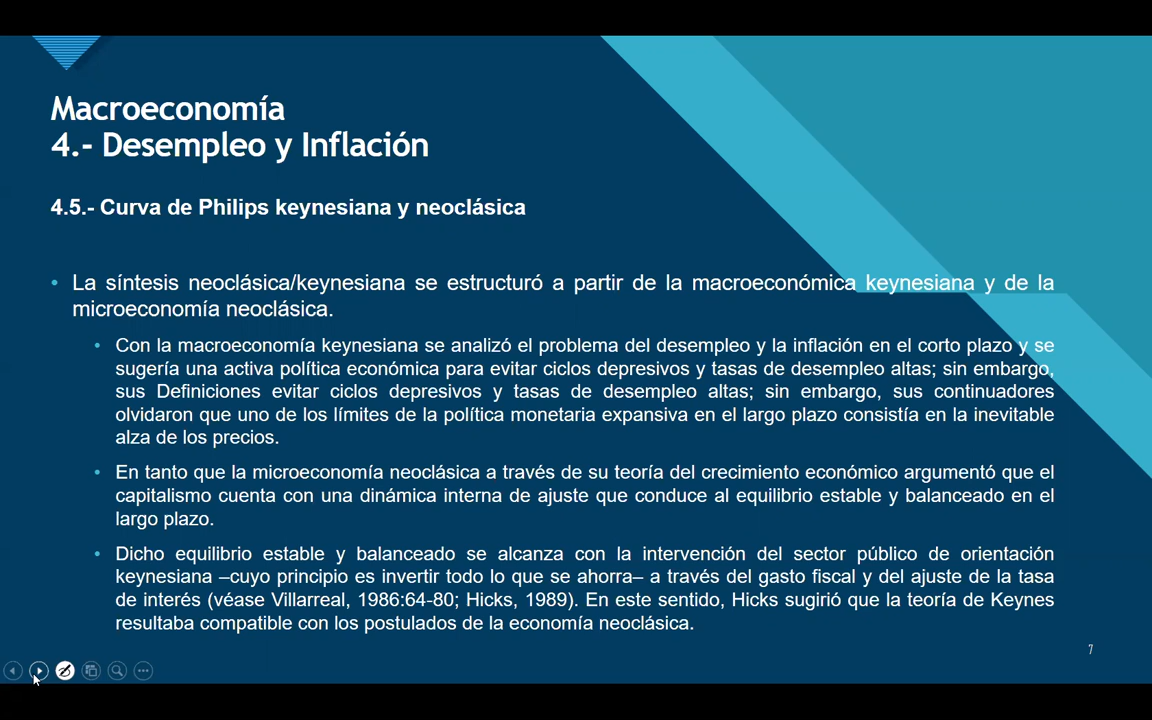 Macroeconomía
4.- Desempleo y Inflación
4.5.- Curva de Philips keynesiana y neoclásica
• La síntesis neoclásica/keynesiana se estructuró a partir de la macroeconómica keynesiana y de la
microeconomía neoclásica.
• Con la macroeconomía keynesiana se analizó el problema del desempleo y la inflación en el corto plazo y se
sugería una activa política económica para evitar ciclos depresivos y tasas de desempleo altas; sin embargo,
sus Definiciones evitar ciclos depresivos y tasas de desempleo altas; sin embargo, sus continuadores
olvidaron que uno de los límites de la política monetaria expansiva en el largo plazo consistía en la inevitable
alza de los precios.
• En tanto que la microeconomía neoclásica a través de su teoría del crecimiento económico argumentó que el
capitalismo cuenta con una dinámica interna de ajuste que conduce al equilibrio estable y balanceado en el
largo plazo.
• Dicho equilibrio estable y balanceado se alcanza con la intervención del sector público de orientación
keynesiana –cuyo principio es invertir todo lo que se ahorra– a través del gasto fiscal y del ajuste de la tasa
de interés (véase Villarreal, 1986:64-80; Hicks, 1989). En este sentido, Hicks sugirió que la teoría de Keynes
resultaba compatible con los postulados de la economía neoclásica.
7